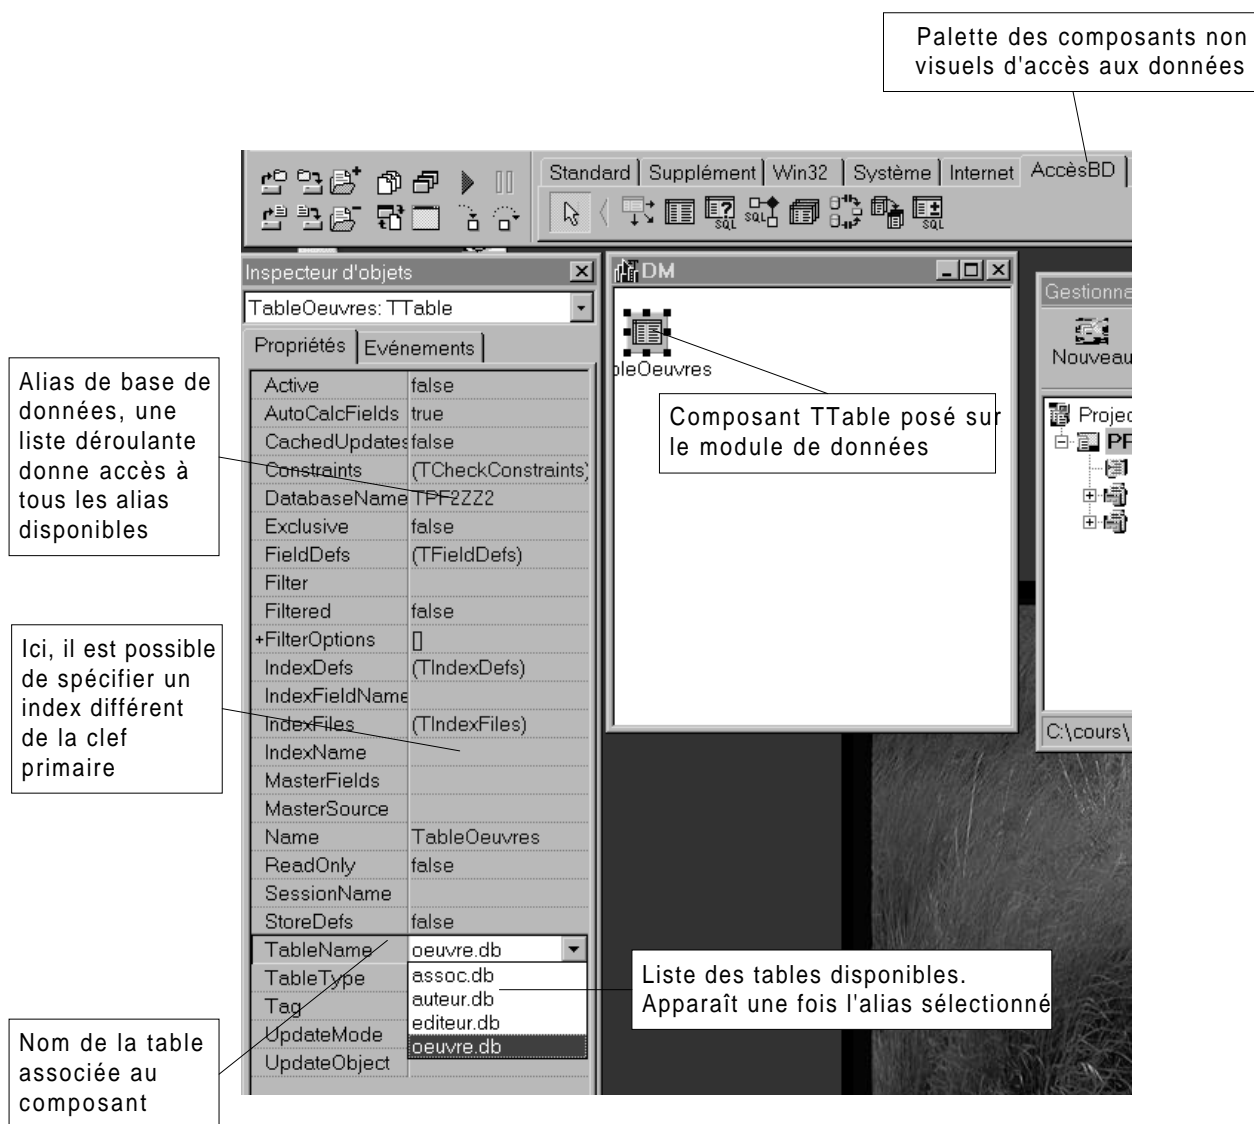 Palette des composants non
visuels d'accès aux données
Standard
Supplément
Win32
Système
Internet
AccèsBD
SQL
SQL
SQL
Inspecteur d'objets
TableOeuvres: TTable
Propriétés
Evénements
Active false
AutoCalcFields true
CachedUpdates false
Constraints (TCheckConstraints)
DatabaseName TPF2ZZ2
Exclusive false
FieldDefs (TFieldDefs)
Filter
Filtered false
+FilterOptions []
IndexDefs (TIndexDefs)
IndexFieldName
IndexFiles (TIndexFiles)
IndexName
MasterFields
MasterSource
Name TableOeuvres
ReadOnly false
SessionName
StoreDefs false
TableName oeuvre.db
TableType
Tag
UpdateMode
UpdateObject
assoc.db
auteur.db
editeur.db
oeuvre.db
DM
bleOeuvres
Composant TTable posé sur
le module de données
Gestionna
Nouveau
Projec
PF
C:\cours\
Alias de base de
données, une
liste déroulante
donne accès à
tous les alias
disponibles
Ici, il est possible
de spécifier un
index différent
de la clef
primaire
Liste des tables disponibles.
Apparaît une fois l'alias sélectionné
Nom de la table
associée au
composant